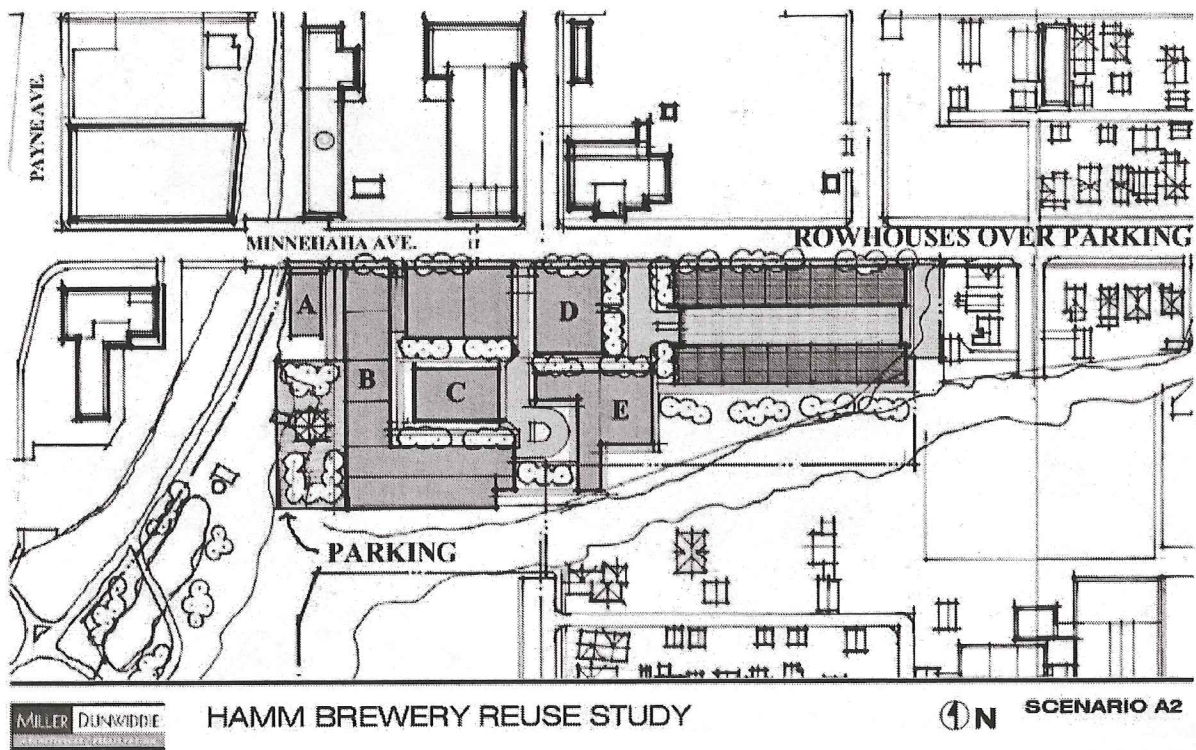 PAYNE AVE.
MINNEHAHA AVE.
ROWHOUSES OVER PARKING
A
D
B
C
E
D
PARKING
MILLER DUNWIDDIE
HAMM BREWERY REUSE STUDY
N
SCENARIO A2